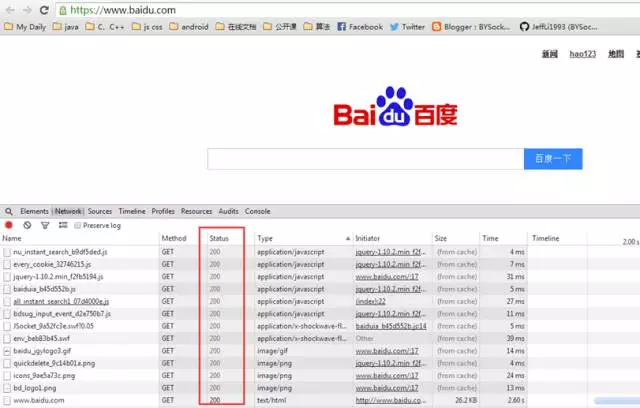 https://www.baidu.com
My Daily java C、C++ js css android 在线文档 公开课 算法 Facebook Twitter Blogger : BYSock... JeffLi1993 (BYSoc...
新网 hao123 地图
Bai du 百度
百度一下
Elements Network Sources Timeline Profiles Resources Audits Console
Preserve log
Name Method Status Type Initiator Size Time Timeline 2.00 s
nu_instant_search_b9df5ded.js GET 200 application/javascript jquery-1.10.2.min_f2f... (from cache) 4 ms
every_cookie_32746215.js GET 200 application/javascript jquery-1.10.2.min_f2f... (from cache) 7 ms
jquery-1.10.2.min_f2fb5194.js GET 200 application/javascript www.baidu.com/:17 (from cache) 31 ms
baiduia_b45d552b.js GET 200 application/javascript jquery-1.10.2.min_f2f... (from cache) 5 ms
all_instant_search1_07d4000e.js GET 200 application/javascript (index):22 (from cache) 27 ms
bdsug_input_event_d2e750b7.js GET 200 application/javascript jquery-1.10.2.min_f2f... (from cache) 11 ms
JSocket_9a52fc3e.swf?0.05 GET 200 application/x-shockwave-fl... baiduia_b45d552b.js:14 (from cache) 5 ms
env_beb83b45.swf GET 200 application/x-shockwave-fl... Other (from cache) 39 ms
baidu_jgylogo3.gif GET 200 image/gif www.baidu.com/:17 (from cache) 5 ms
quickdelete_9c14b01a.png GET 200 image/png www.baidu.com/:17 (from cache) 14 ms
icons_9ae5a73c.png GET 200 image/png www.baidu.com/:17 (from cache) 24 ms
bd_logo1.png GET 200 image/png www.baidu.com/:17 (from cache) 13 ms
www.baidu.com GET 200 text/html http://www.baidu.co... 26.2 KB 2.60 s